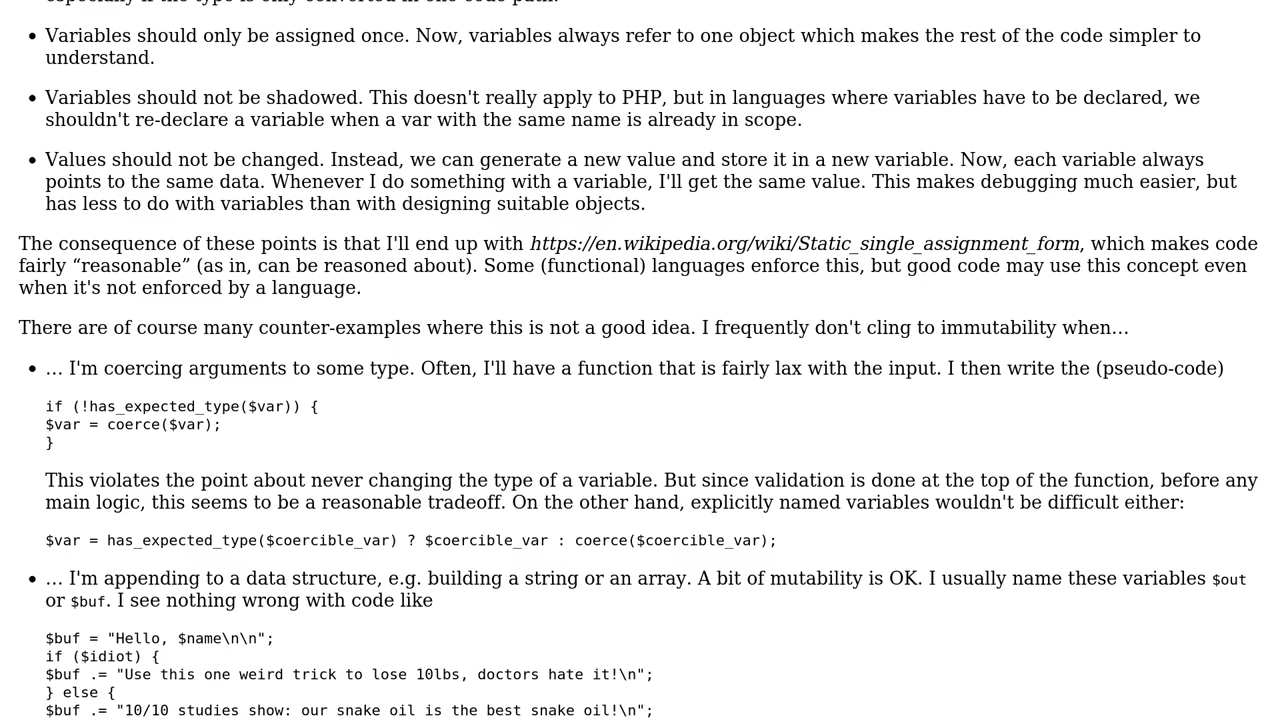 especially if the type is only converted in one code path.
• Variables should only be assigned once. Now, variables always refer to one object which makes the rest of the code simpler to
understand.
• Variables should not be shadowed. This doesn't really apply to PHP, but in languages where variables have to be declared, we
shouldn't re-declare a variable when a var with the same name is already in scope.
• Values should not be changed. Instead, we can generate a new value and store it in a new variable. Now, each variable always
points to the same data. Whenever I do something with a variable, I'll get the same value. This makes debugging much easier, but
has less to do with variables than with designing suitable objects.
The consequence of these points is that I'll end up with https://en.wikipedia.org/wiki/Static_single_assignment_form, which makes code
fairly “reasonable” (as in, can be reasoned about). Some (functional) languages enforce this, but good code may use this concept even
when it's not enforced by a language.
There are of course many counter-examples where this is not a good idea. I frequently don't cling to immutability when…
• … I'm coercing arguments to some type. Often, I'll have a function that is fairly lax with the input. I then write the (pseudo-code)
if (!has_expected_type($var)) {
$var = coerce($var);
}
This violates the point about never changing the type of a variable. But since validation is done at the top of the function, before any
main logic, this seems to be a reasonable tradeoff. On the other hand, explicitly named variables wouldn't be difficult either:
$var = has_expected_type($coercible_var) ? $coercible_var : coerce($coercible_var);
• … I'm appending to a data structure, e.g. building a string or an array. A bit of mutability is OK. I usually name these variables $out
or $buf. I see nothing wrong with code like
$buf = "Hello, $name\n\n";
if ($idiot) {
$buf .= "Use this one weird trick to lose 10lbs, doctors hate it!\n";
} else {
$buf .= "10/10 studies show: our snake oil is the best snake oil!\n";